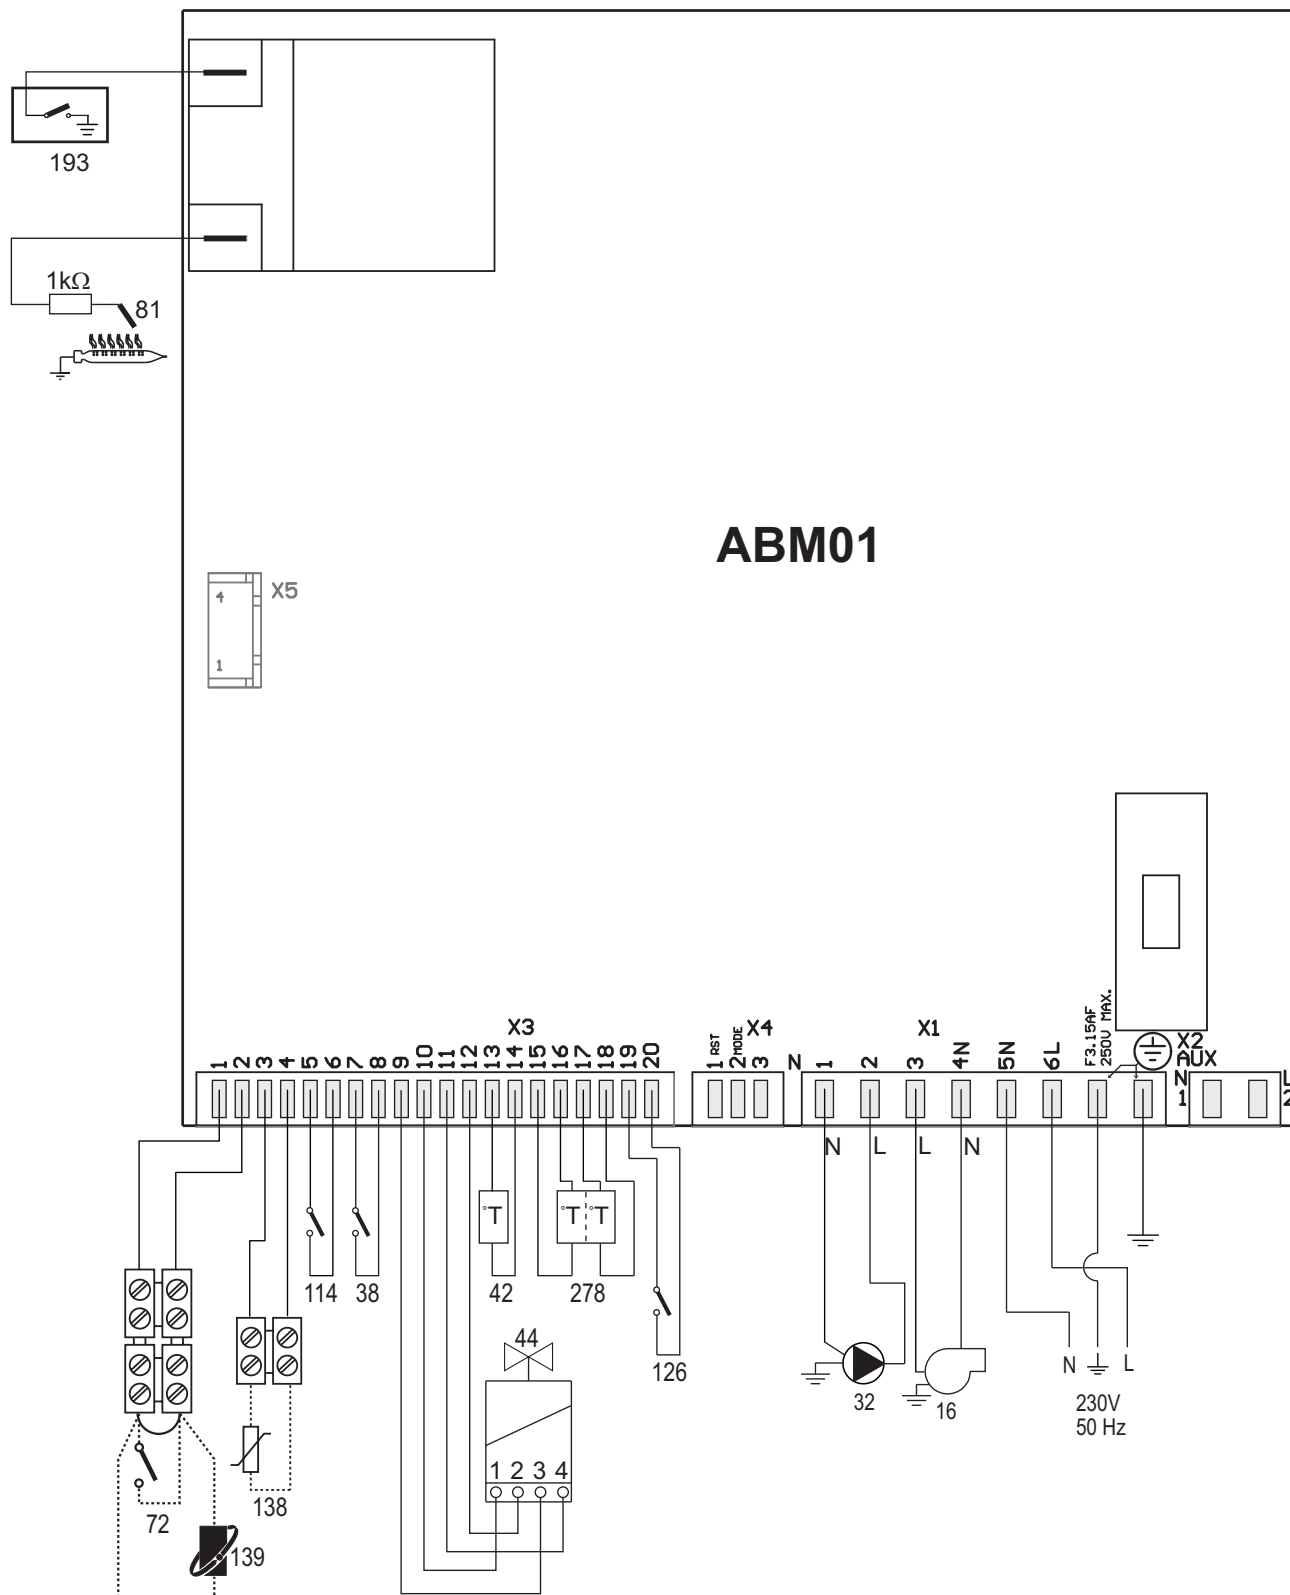 193
1kΩ
81
ABM01
X5
4
1
X3
1 2 3 4 5 6 7 8 9 10 11 12 13 14 15 16 17 18 19 20
X4
1 RST
2 MODE
3
N
X1
1 2 3 4N 5N 6L
F3.15AF
250V MAX.
X2
AUX
N
1
L
2
N L L N
°T
°T °T
114 38 42 278
44
126
32
16
N L
230V
50 Hz
1 2 3 4
138
72
139